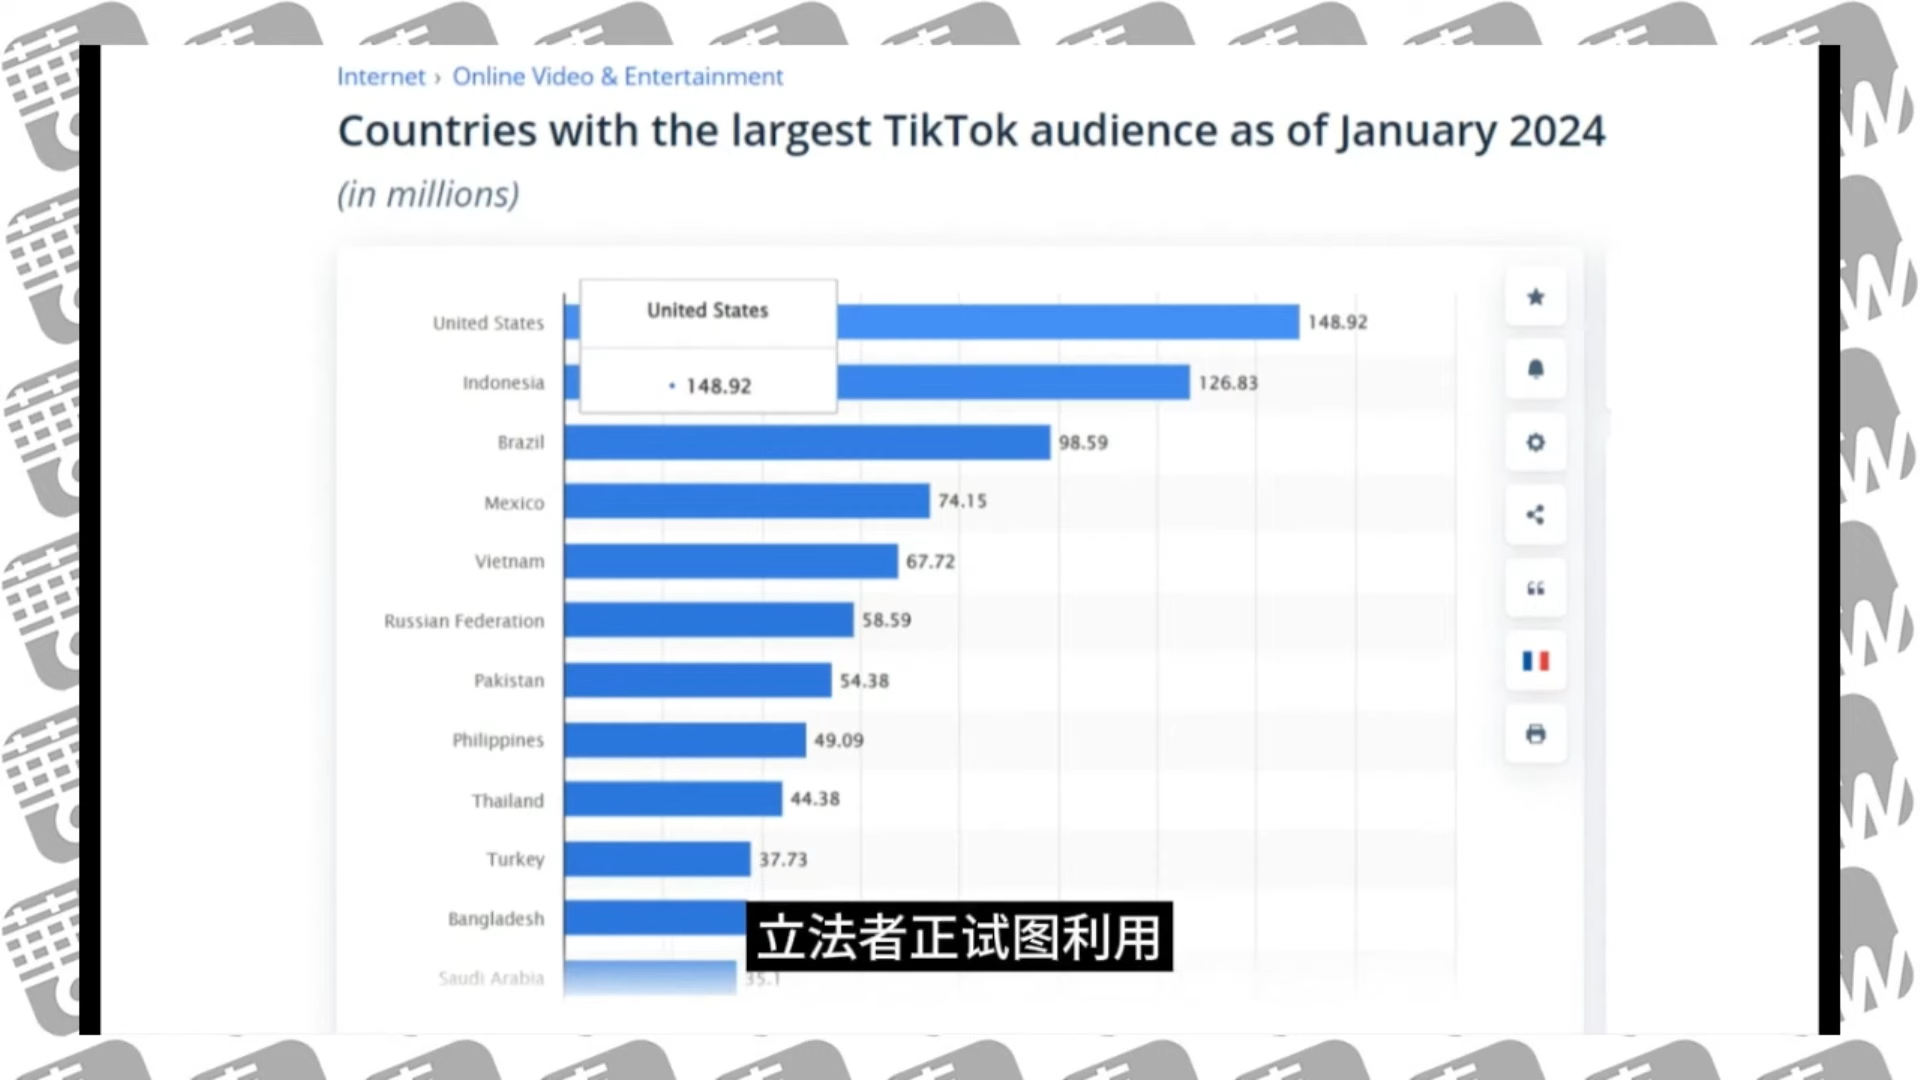 Internet › Online Video & Entertainment
Countries with the largest TikTok audience as of January 2024
(in millions)
United States
• 148.92
United States 148.92
Indonesia 126.83
Brazil 98.59
Mexico 74.15
Vietnam 67.72
Russian Federation 58.59
Pakistan 54.38
Philippines 49.09
Thailand 44.38
Turkey 37.73
Bangladesh
立法者正试图利用
Saudi Arabia 35.1